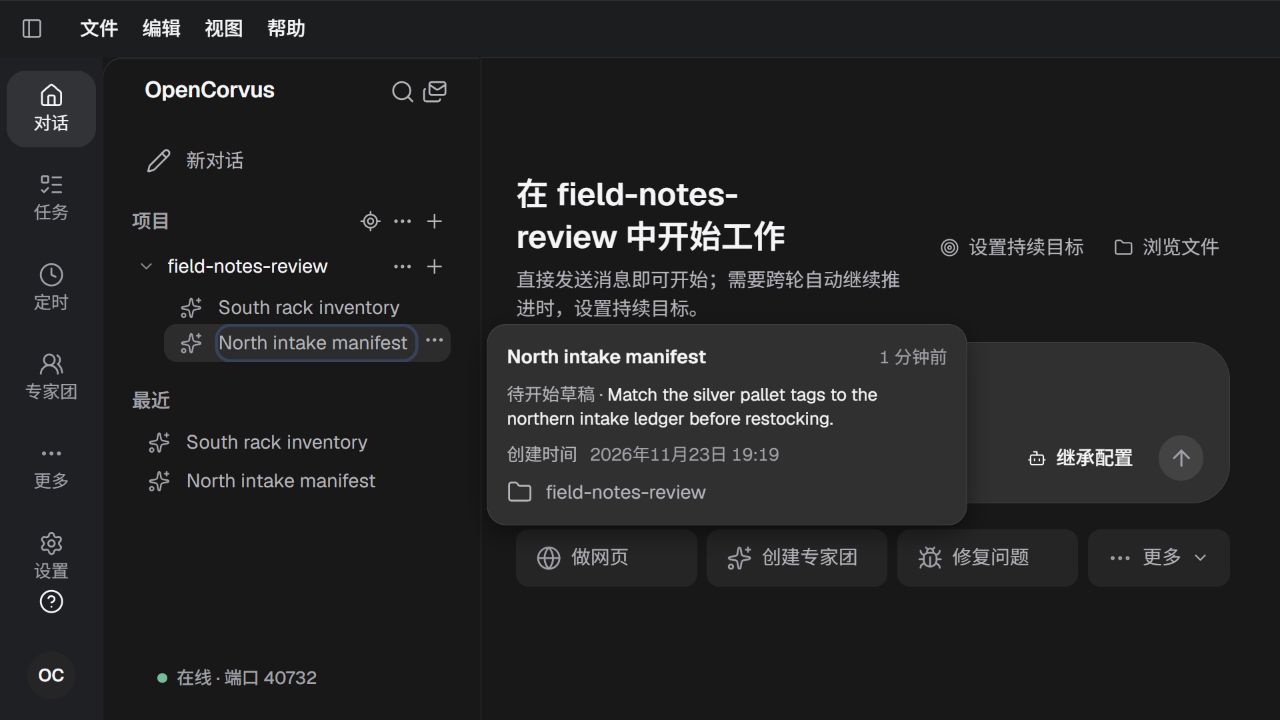 文件 编辑 视图 帮助
对话
任务
定时
专家团
更多
设置
OC
OpenCorvus
新对话
项目
field-notes-review
South rack inventory
North intake manifest
最近
South rack inventory
North intake manifest
在线 · 端口 40732
在 field-notes-
review 中开始工作
直接发送消息即可开始；需要跨轮自动继续推
进时，设置持续目标。
设置持续目标 浏览文件
North intake manifest 1 分钟前
待开始草稿 · Match the silver pallet tags to the
northern intake ledger before restocking.
创建时间 2026年11月23日 19:19
field-notes-review
继承配置
做网页 创建专家团 修复问题 更多